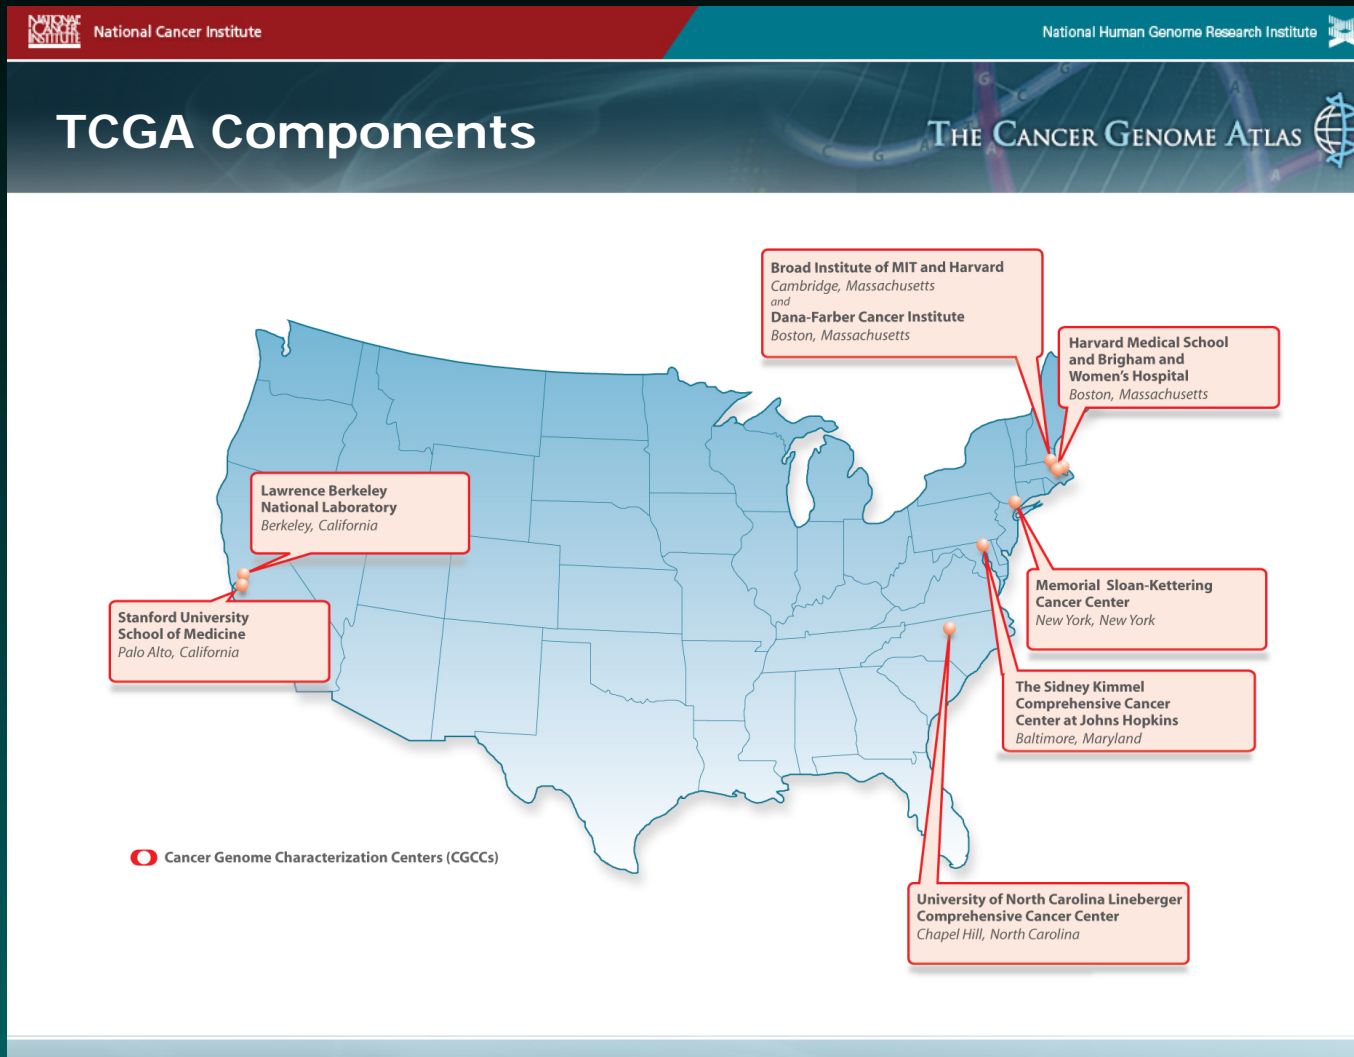 NATIONAL
CANCER
INSTITUTE
National Cancer Institute
National Human Genome Research Institute
TCGA Components
THE CANCER GENOME ATLAS
Broad Institute of MIT and Harvard
Cambridge, Massachusetts
and
Dana-Farber Cancer Institute
Boston, Massachusetts
Harvard Medical School
and Brigham and
Women's Hospital
Boston, Massachusetts
Lawrence Berkeley
National Laboratory
Berkeley, California
Stanford University
School of Medicine
Palo Alto, California
Memorial Sloan-Kettering
Cancer Center
New York, New York
The Sidney Kimmel
Comprehensive Cancer
Center at Johns Hopkins
Baltimore, Maryland
Cancer Genome Characterization Centers (CGCCs)
University of North Carolina Lineberger
Comprehensive Cancer Center
Chapel Hill, North Carolina